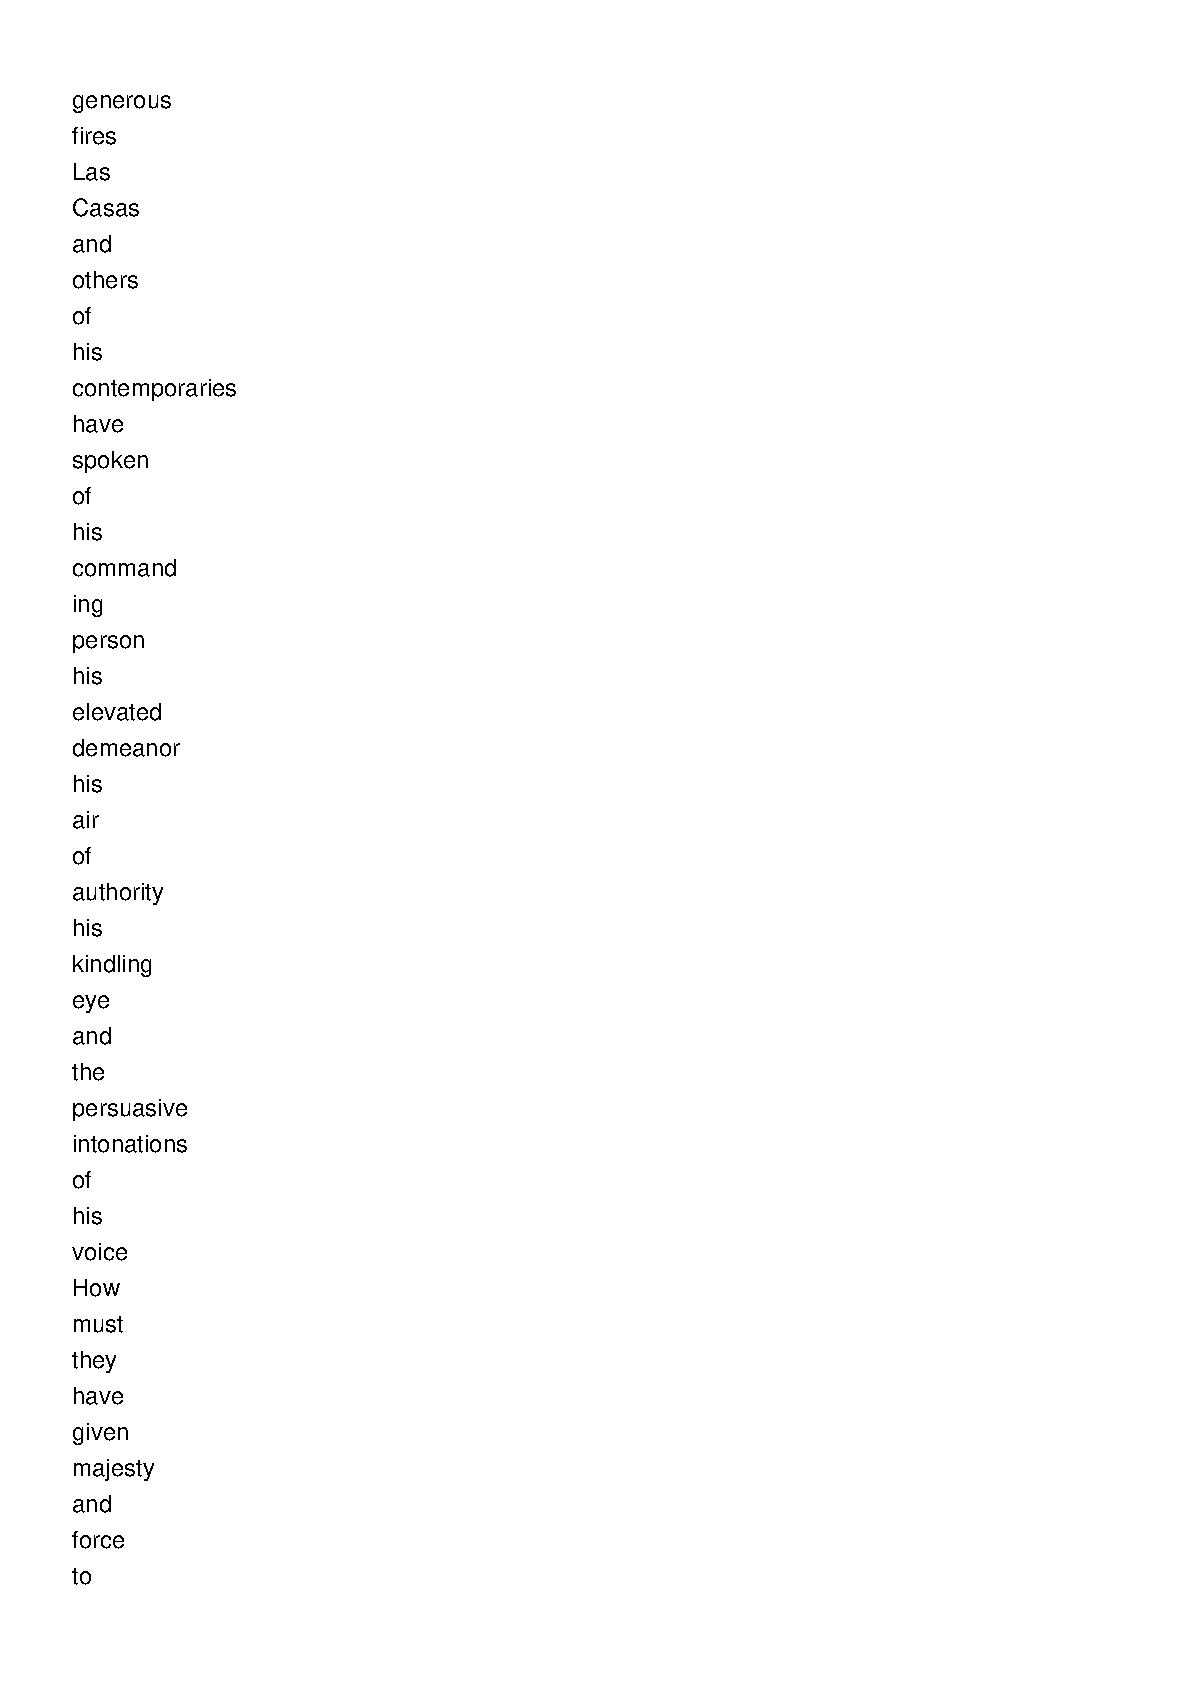 generous
fires
Las
Casas
and
others
of
his
contemporaries
have
spoken
of
his
command
ing
person
his
elevated
demeanor
his
air
of
authority
his
kindling
eye
and
the
persuasive
intonations
of
his
voice
How
must
they
have
given
majesty
and
force
to